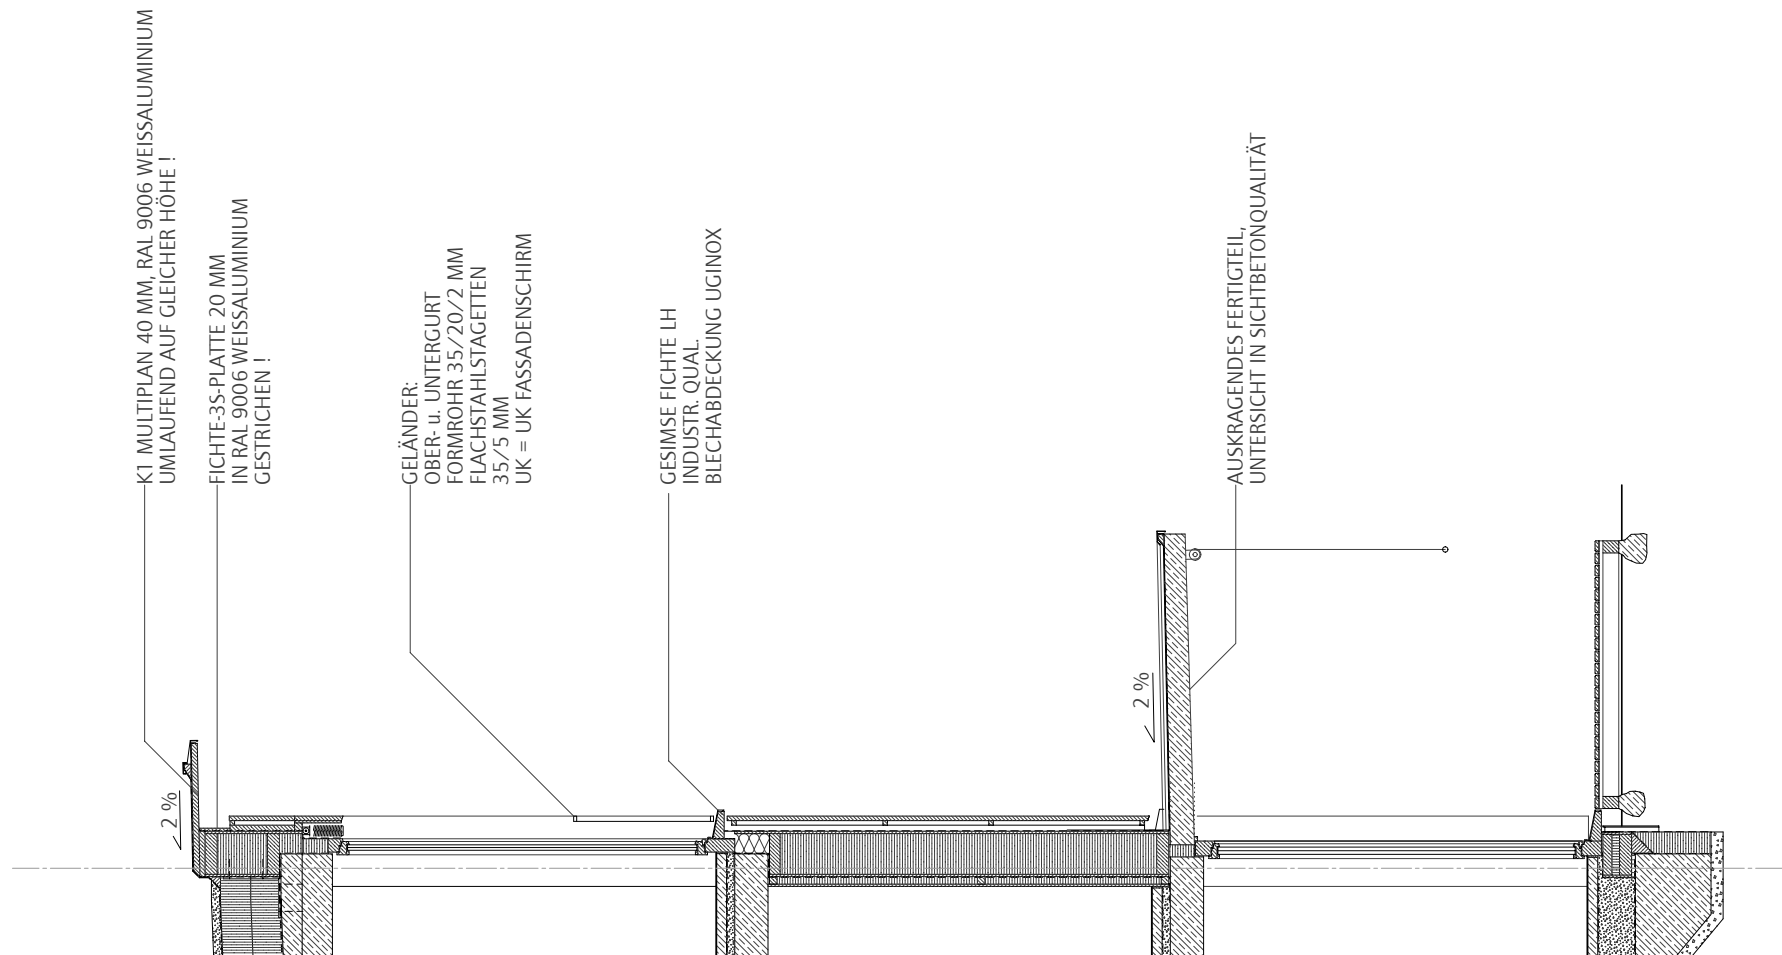 K1 MULTIPLAN 40 MM, RAL 9006 WEISSALUMINIUM
UMLAUFEND AUF GLEICHER HÖHE !
FICHTE-3S-PLATTE 20 MM
IN RAL 9006 WEISSALUMINIUM
GESTRICHEN !
GELÄNDER:
OBER- u. UNTERGURT
FORMROHR 35/20/2 MM
FLACHSTAHLSTAGETTEN
35/5 MM
UK = UK FASSADENSCHIRM
GESIMSE FICHTE LH
INDUSTR. QUAL.
BLECHABDECKUNG UGINOX
AUSKRAGENDES FERTIGTEIL,
UNTERSICHT IN SICHTBETONQUALITÄT
2 %
2 %